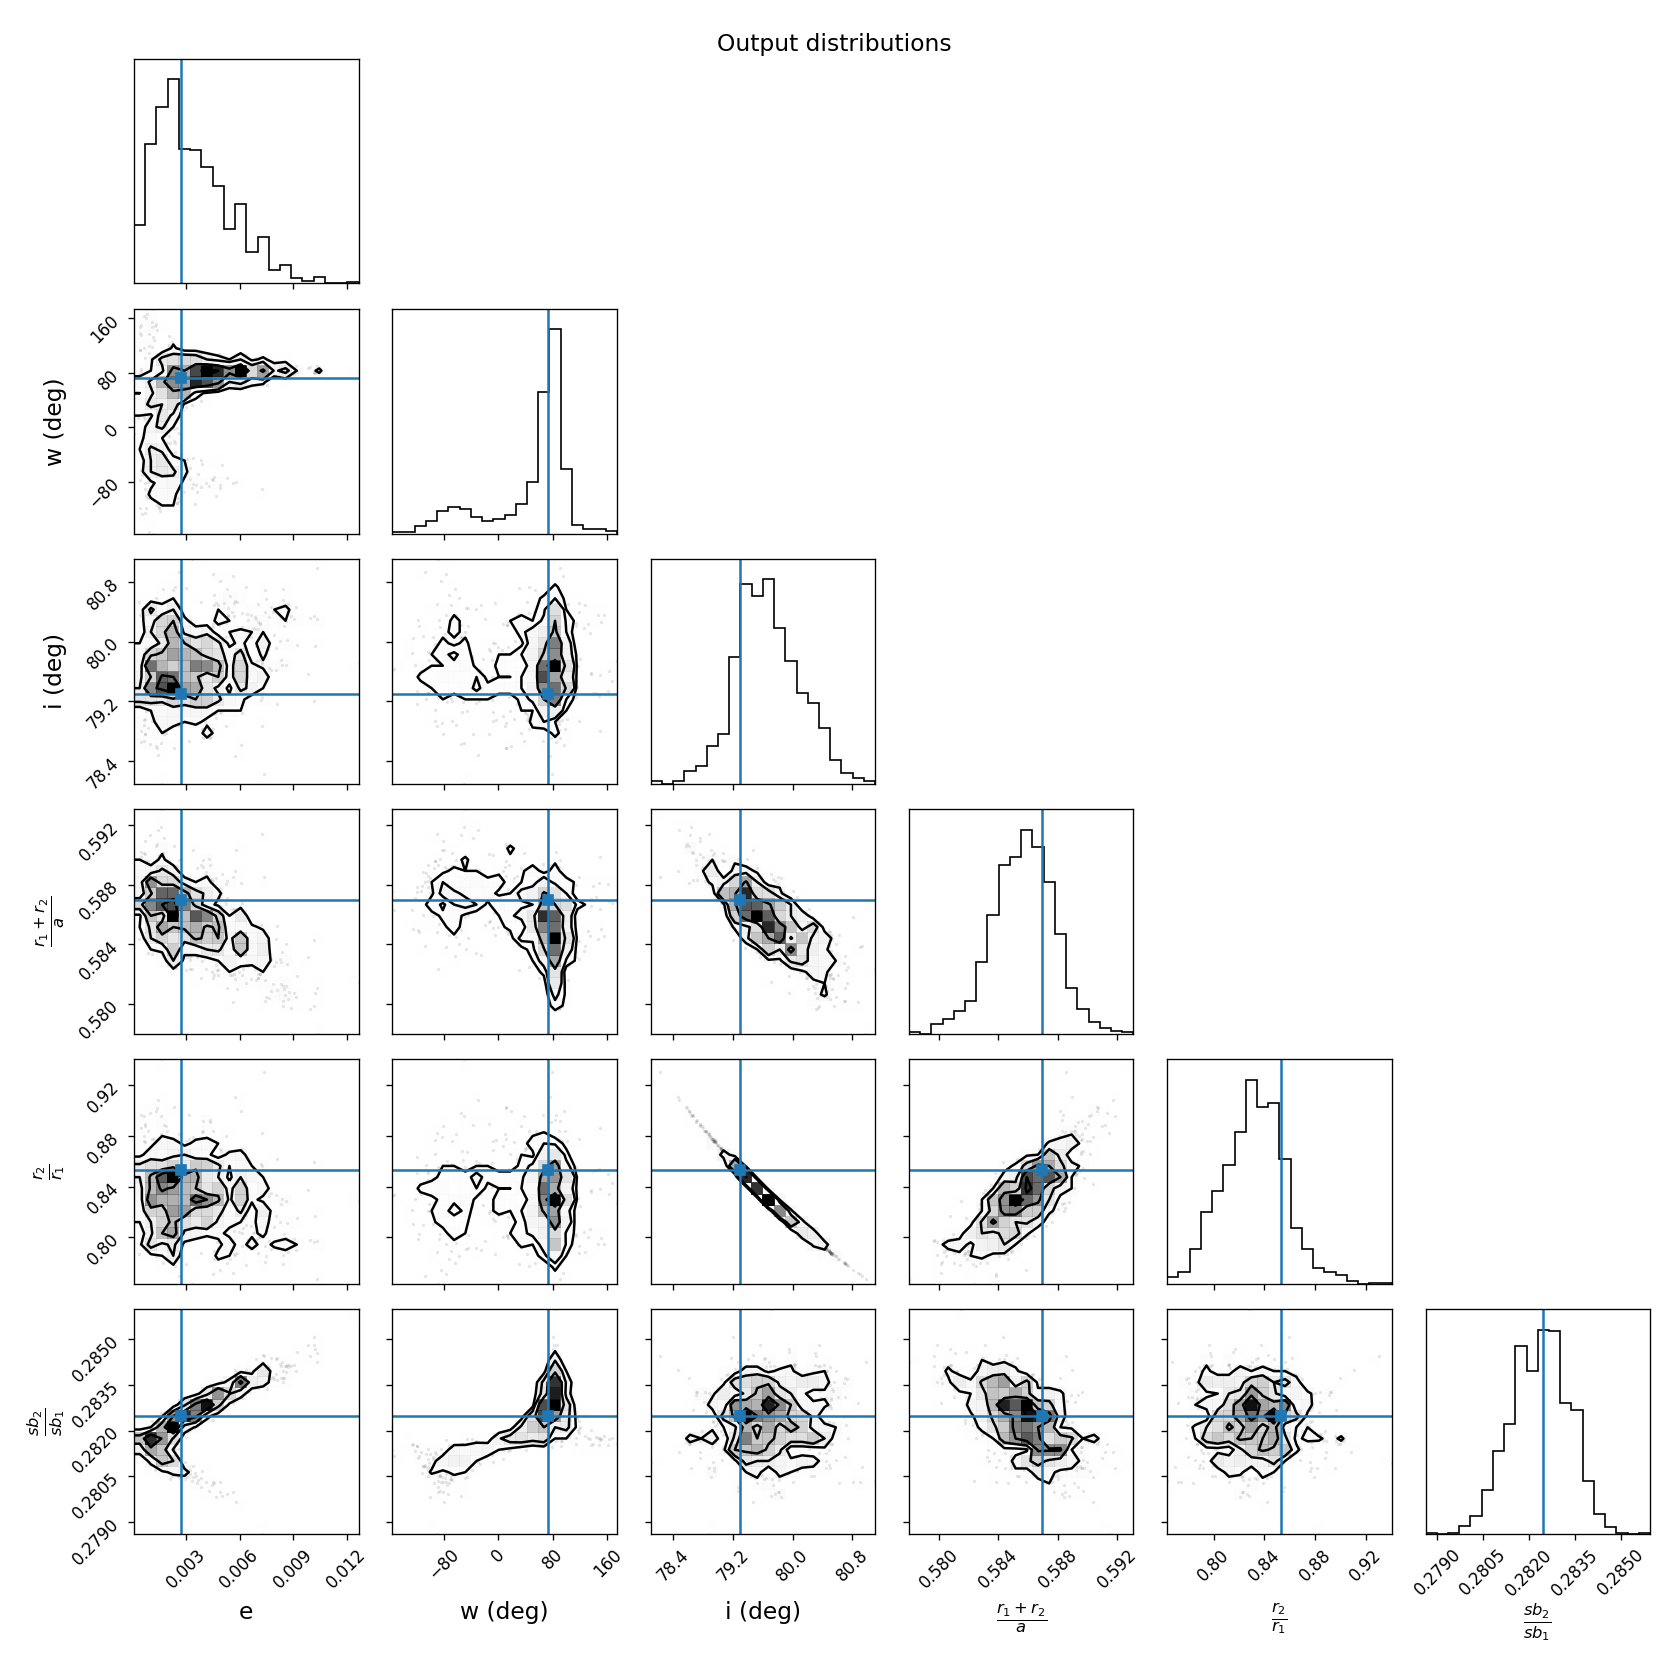 Output distributions
w (deg)
160
80
0
−80
i (deg)
80.8
80.0
79.2
78.4
r₁ + r₂
a
0.592
0.588
0.584
0.580
r₂
r₁
0.92
0.88
0.84
0.80
sb₂
sb₁
0.2850
0.2835
0.2820
0.2805
0.2790
0.003 0.006 0.009 0.012
−80 0 80 160
78.4 79.2 80.0 80.8
0.580 0.584 0.588 0.592
0.80 0.84 0.88 0.92
0.2790 0.2805 0.2820 0.2835 0.2850
e
w (deg)
i (deg)
r₁ + r₂
a
r₂
r₁
sb₂
sb₁